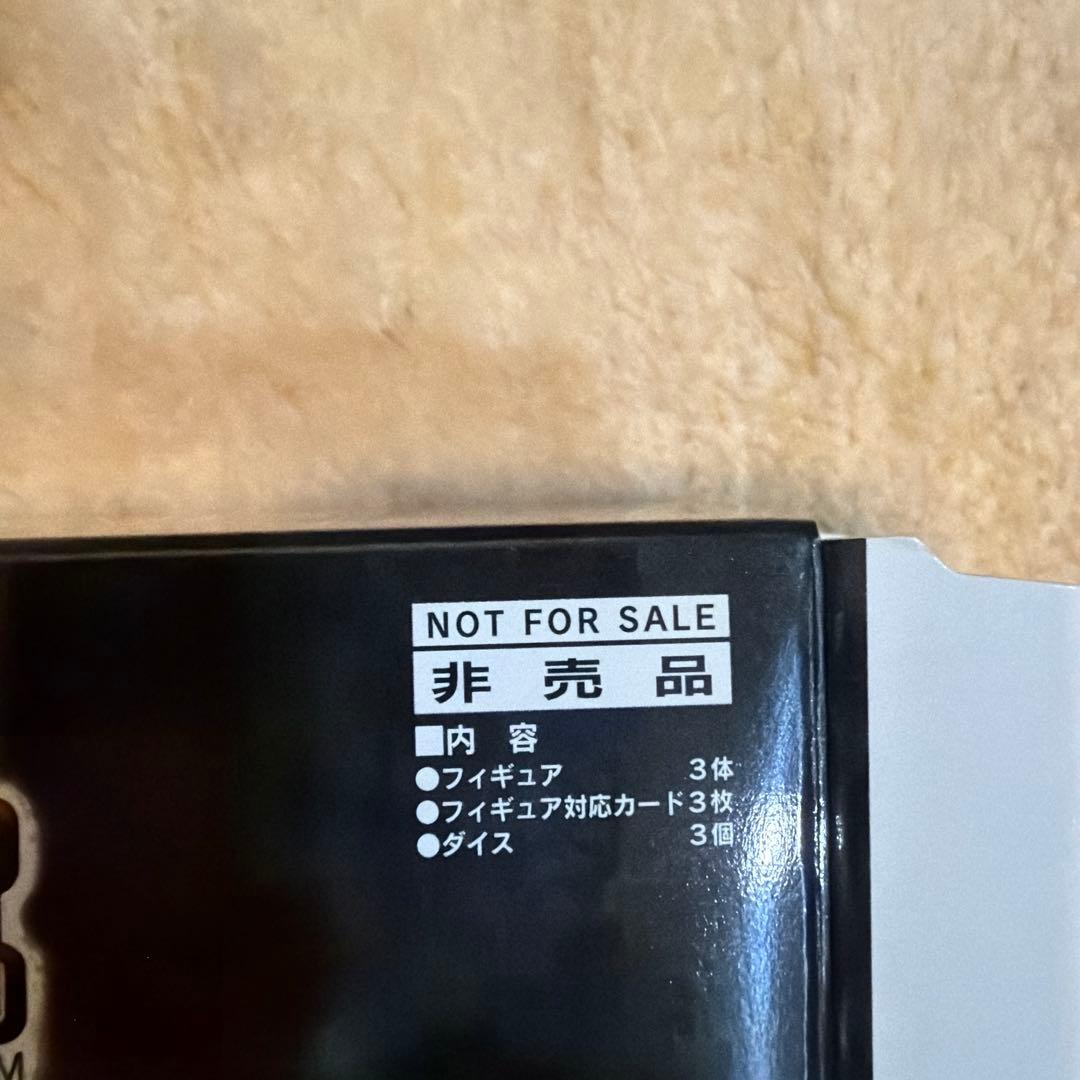 NOT FOR SALE
非売品
■内容
●フィギュア 3体
●フィギュア対応カード3枚
●ダイス 3個
M